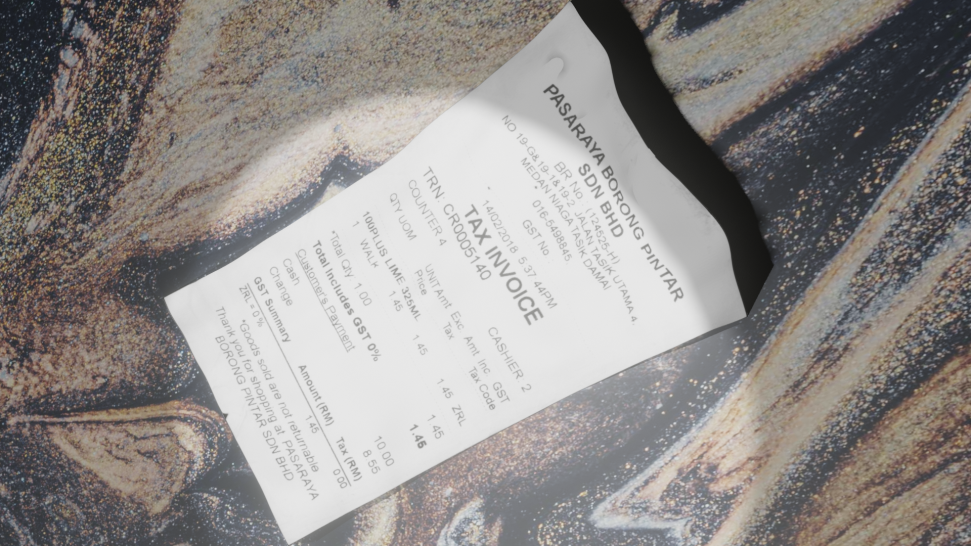 PASARAYA BORONG PINTAR
SDN BHD
BR No (124525-H)
NO 19-G&19-1&19-2 JALAN TASIK UTAMA 4,
MEDAN NIAGA TASIK DAMAI
016-5498845
GST No
TAX INVOICE
14/02/2018 5:37:44PM
TRN: CR0005140
COUNTER 4 CASHIER 2
QTY UOM UNIT Price Amt Exc Tax Amt Inc Tax GST Code
100PLUS LIME 325ML
1 WALK 1.45 1.45 1.45 ZRL
*Total Qty 1.00 1.45
Total Includes GST 0% 1.45
Customer's Payment
Cash 10.00
Change 8.55
GST Summary Amount (RM) Tax (RM)
ZRL = 0% 1.45 0.00
*Goods sold are not returnable
Thank you for shopping at PASARAYA
BORONG PINTAR SDN BHD